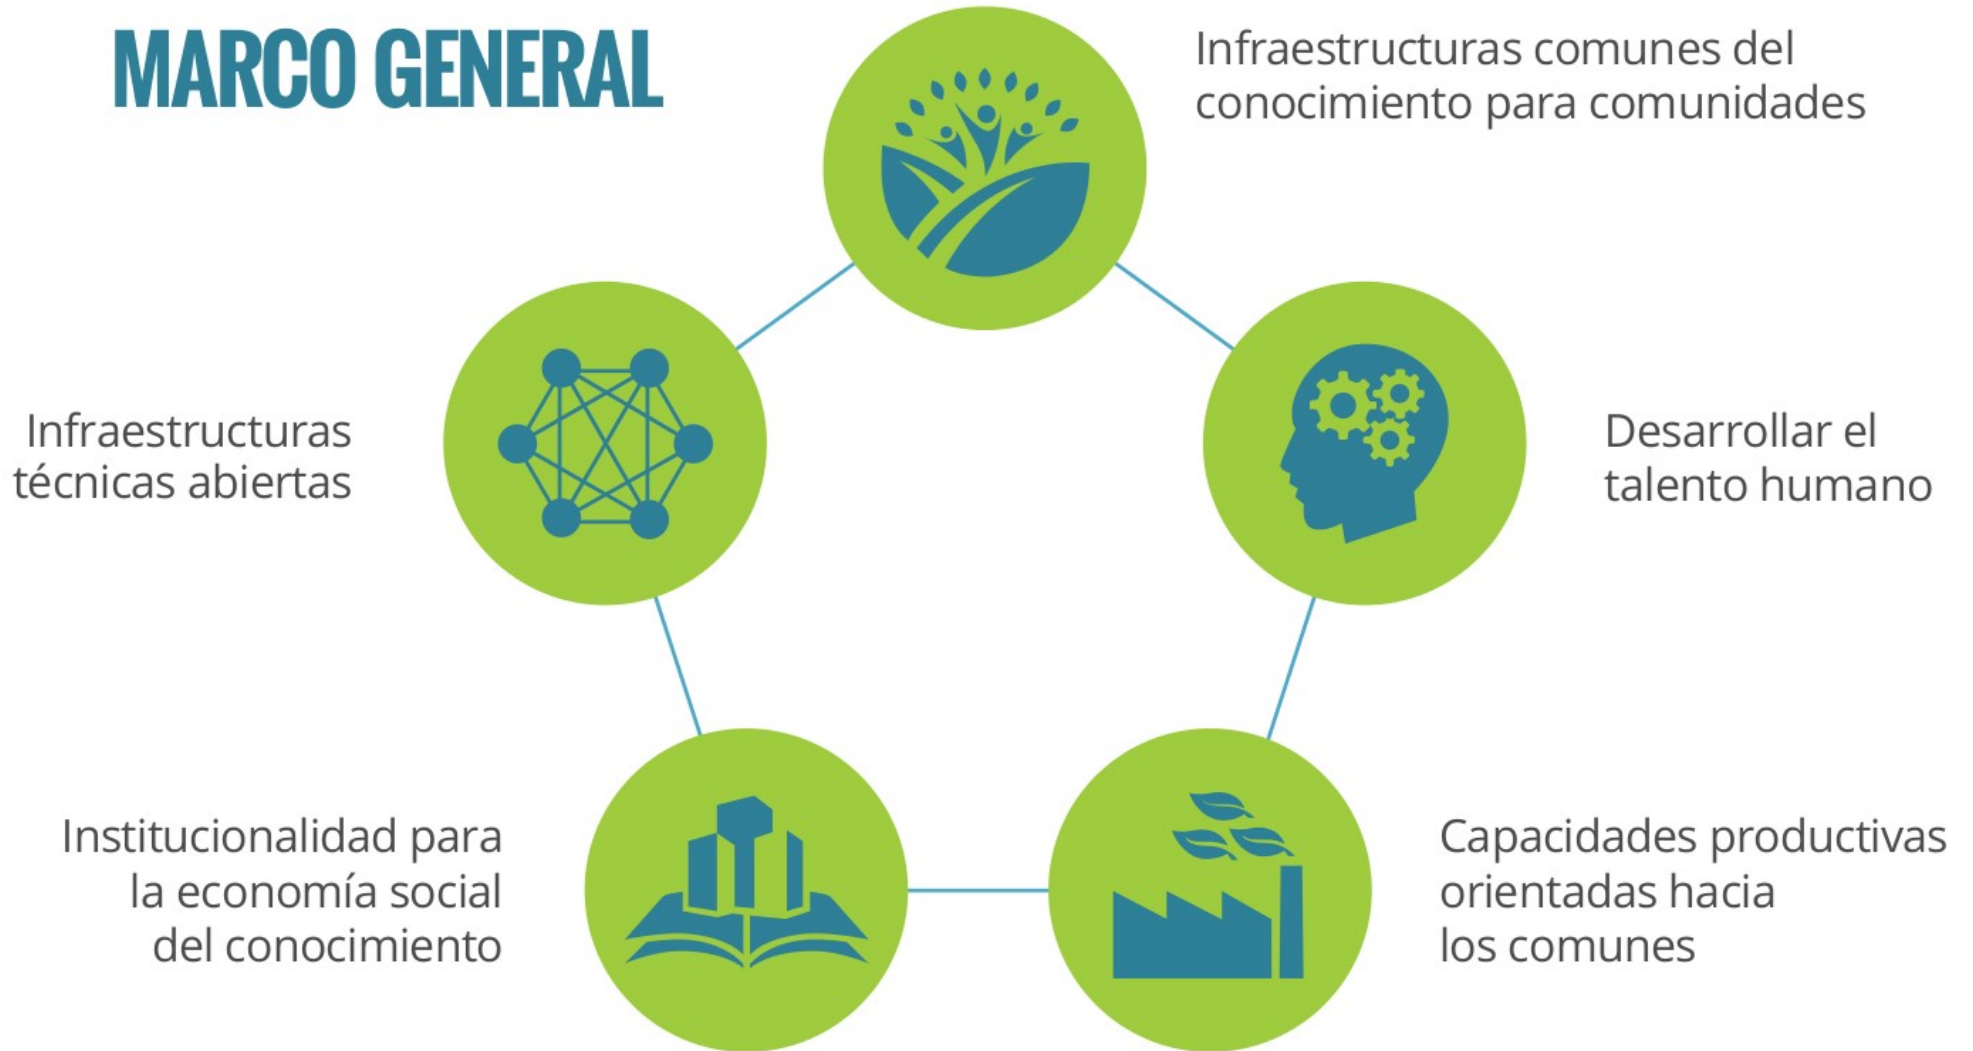 MARCO GENERAL
Infraestructuras comunes del
conocimiento para comunidades
Infraestructuras
técnicas abiertas
Desarrollar el
talento humano
Institucionalidad para
la economía social
del conocimiento
Capacidades productivas
orientadas hacia
los comunes